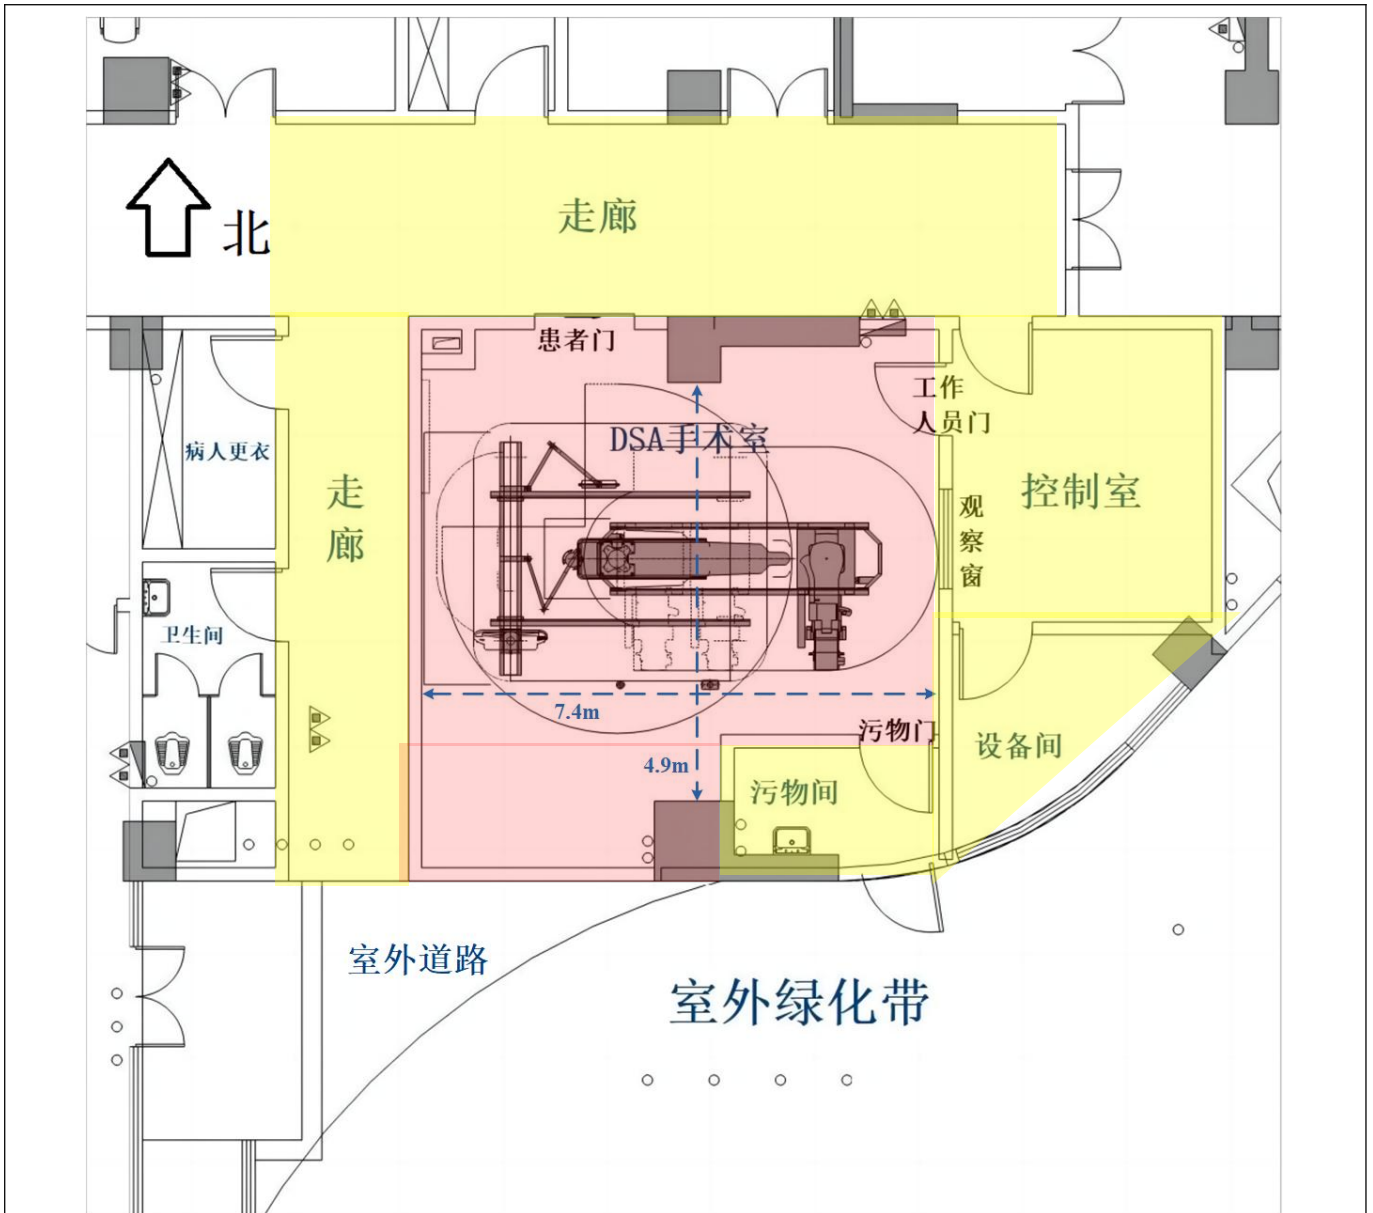 走廊
北
患者门
工作
人员门
DSA手术室
病人更衣
走
廊
控制室
观
察
窗
卫生间
7.4m
污物门
设备间
4.9m
污物间
室外道路
室外绿化带